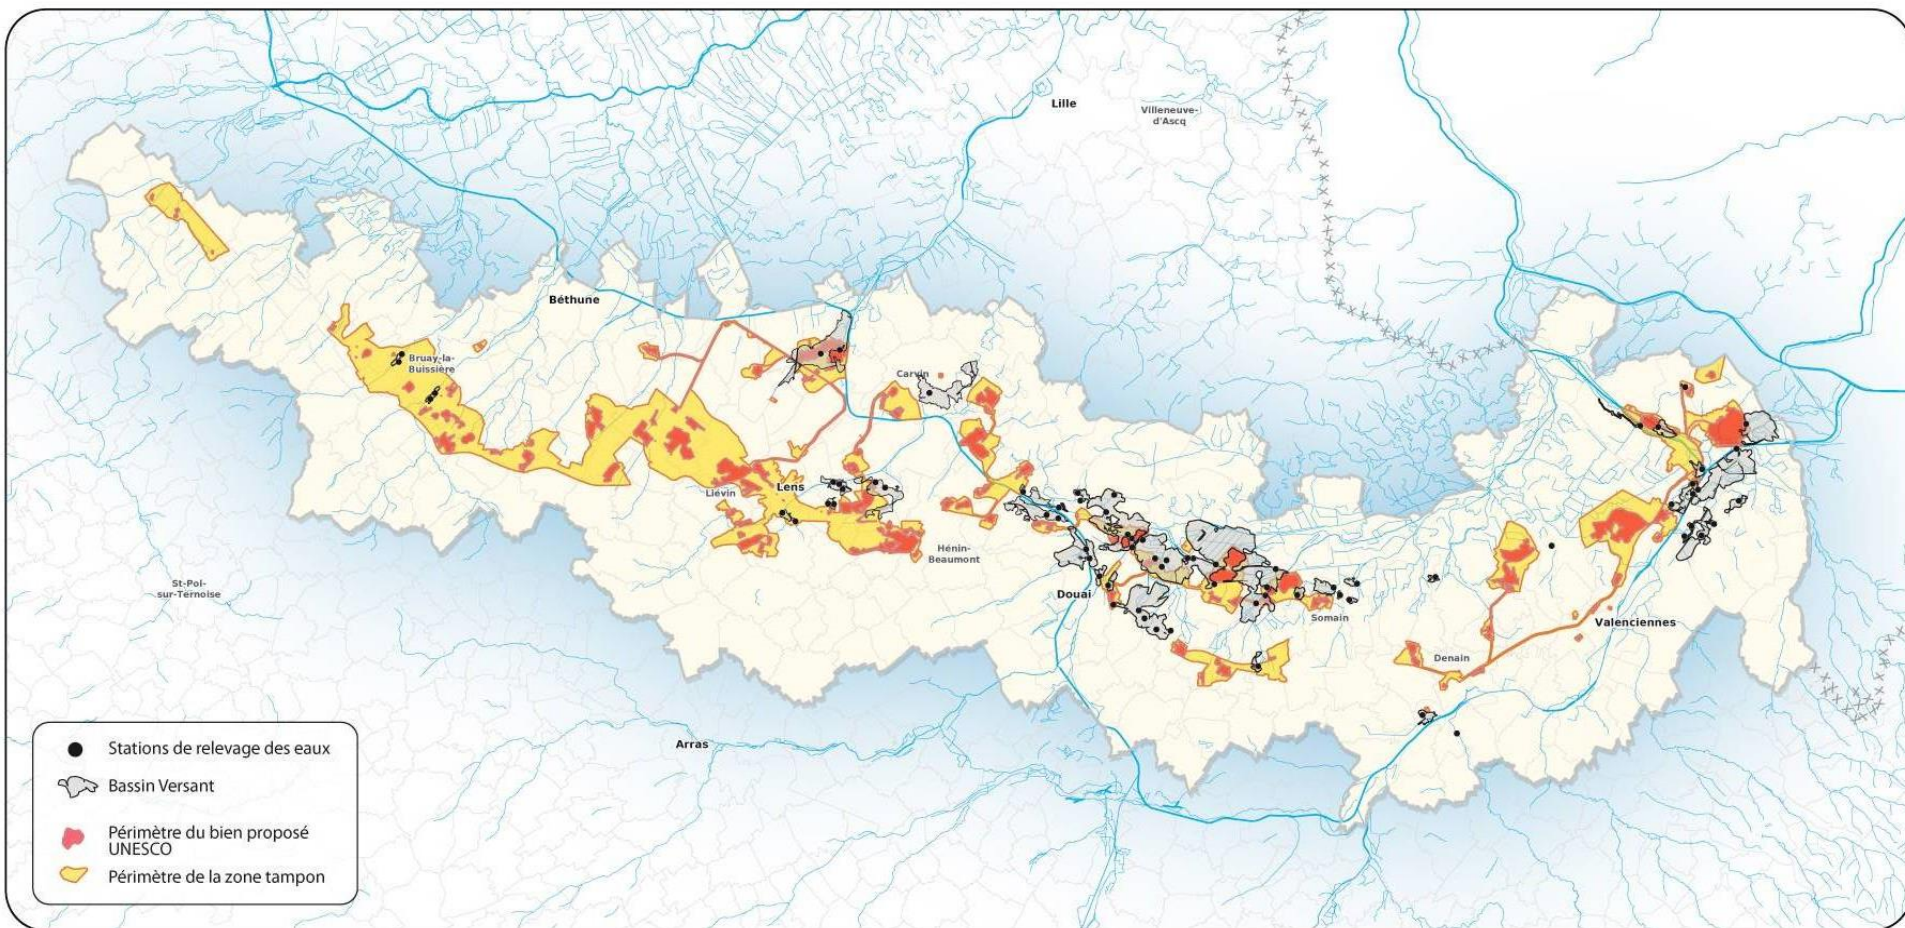 Lille
Villeneuve-
d'Ascq
Béthune
Bruay-la-
Buissière
Carvin
Liévin
Lens
Hénin-
Beaumont
St-Pol-
sur-Ternoise
Douai
Somain
Valenciennes
Denain
Arras
Stations de relevage des eaux
Bassin Versant
Périmètre du bien proposé
UNESCO
Périmètre de la zone tampon